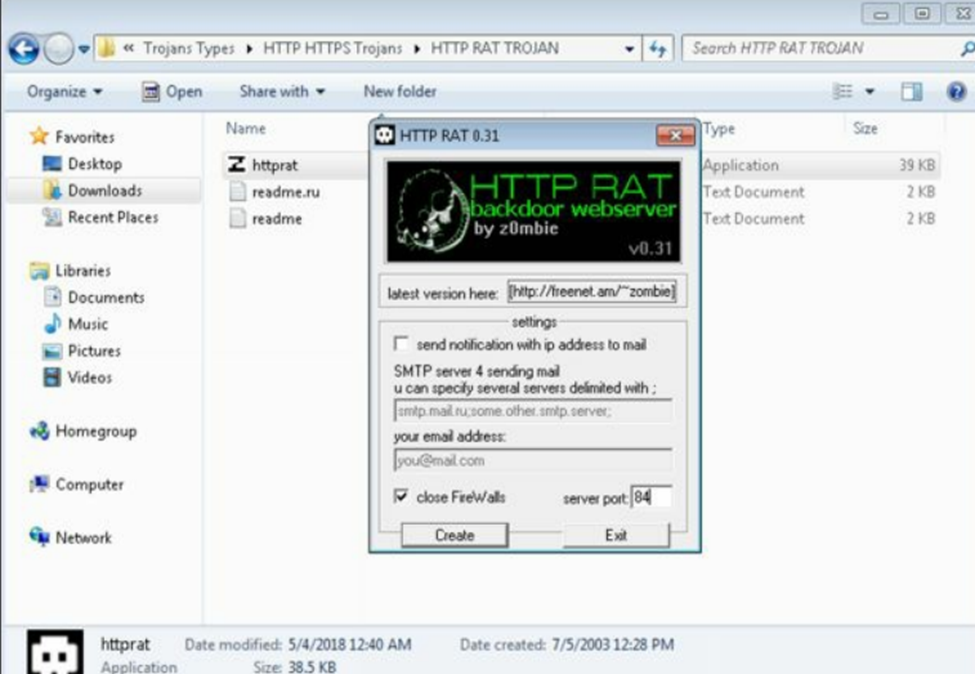 « Trojans Types HTTP HTTPS Trojans HTTP RAT TROJAN
Search HTTP RAT TROJAN
Organize Open Share with New folder
Favorites
Desktop
Downloads
Recent Places
Libraries
Documents
Music
Pictures
Videos
Homegroup
Computer
Network
Name Type Size
httprat Application 39 KB
readme.ru Text Document 2 KB
readme Text Document 2 KB
HTTP RAT 0.31
HTTP RAT
backdoor webserver
by z0mbie
v0.31
latest version here: [http://freenet.am/~zombie]
settings
send notification with ip address to mail
SMTP server 4 sending mail
u can specify several servers delimited with ;
smtp.mail.ru;some.other.smtp.server;
your email address:
you@mail.com
close FireWalls server port: 84
Create Exit
httprat Date modified: 5/4/2018 12:40 AM Date created: 7/5/2003 12:28 PM
Application Size: 38.5 KB